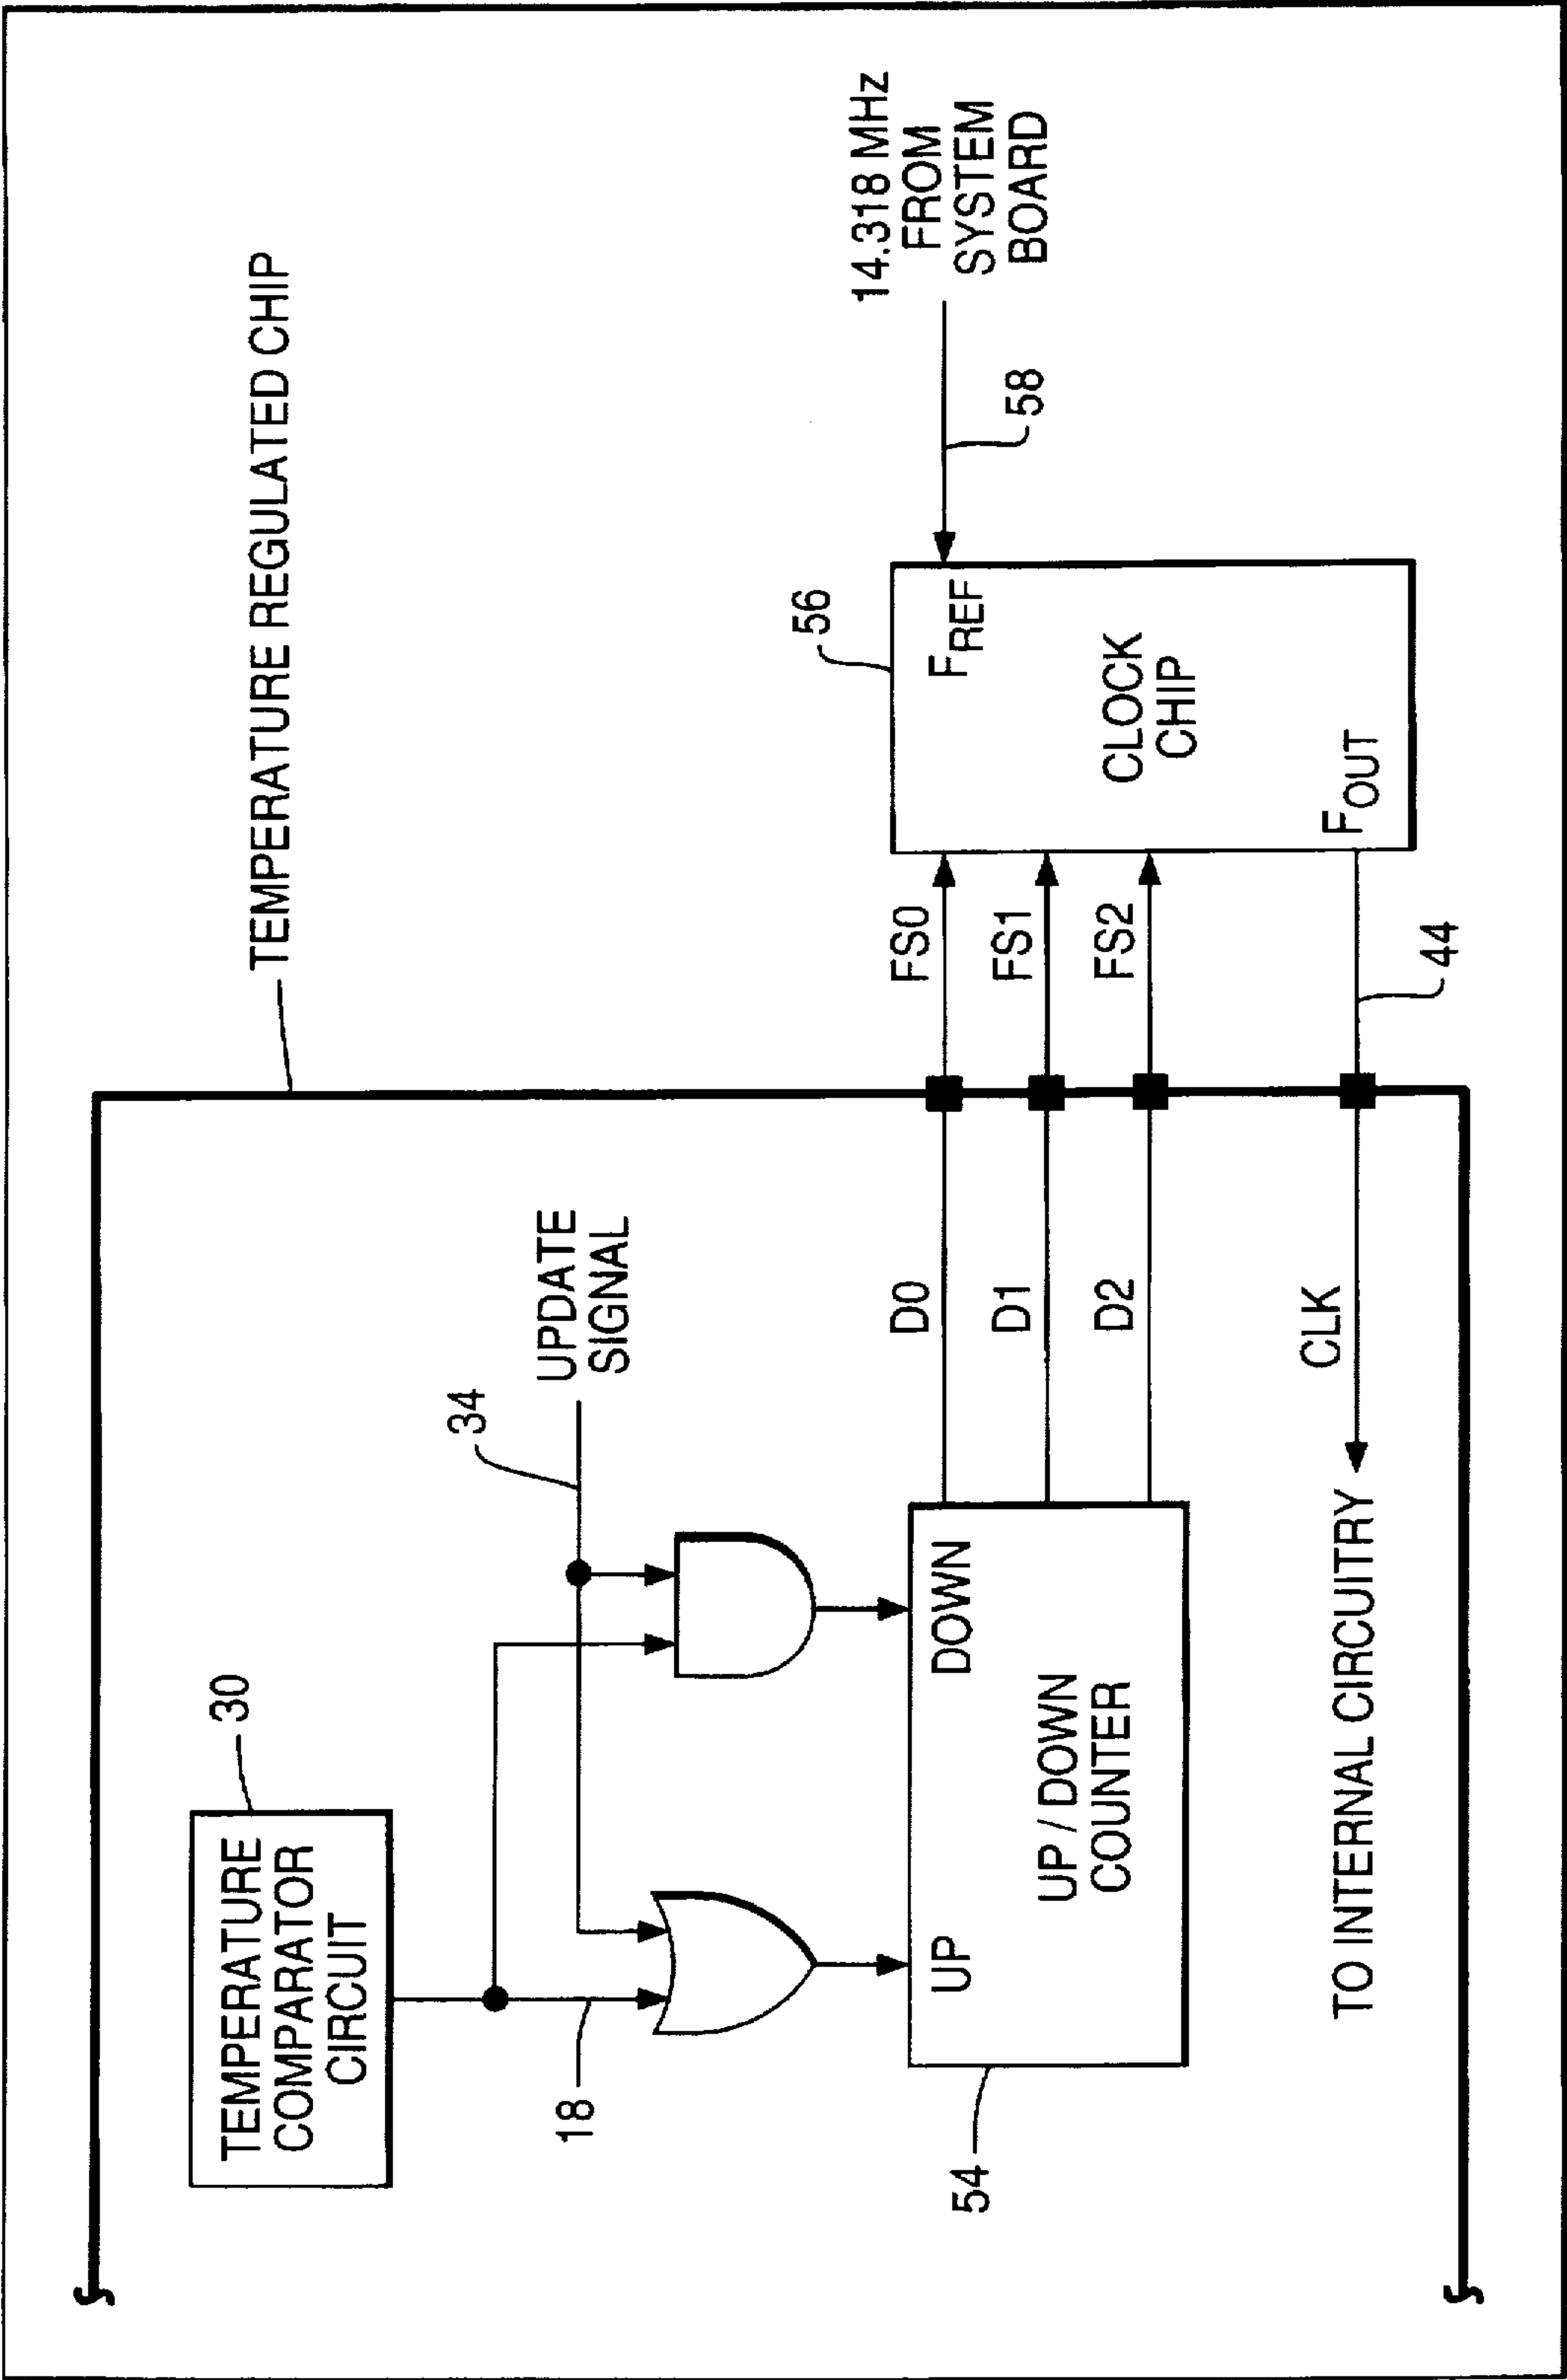 TEMPERATURE REGULATED CHIP
TEMPERATURE
COMPARATOR
CIRCUIT
30
34
UPDATE
SIGNAL
18
UP
DOWN
UP / DOWN
COUNTER
54
D0
D1
D2
CLK
TO INTERNAL CIRCUITRY
FS0
FS1
FS2
44
56
FREF
CLOCK
CHIP
FOUT
58
14.318 MHz
FROM
SYSTEM
BOARD